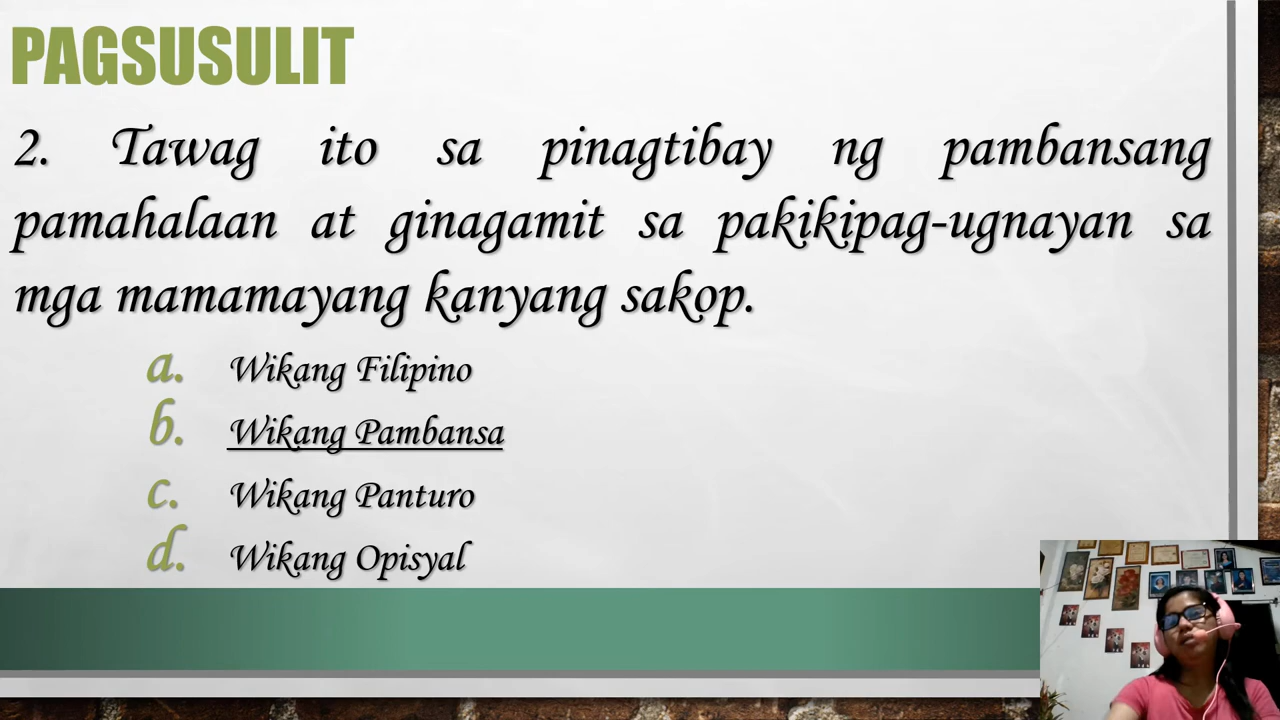 PAGSUSULIT
2. Tawag ito sa pinagtibay ng pambansang
pamahalaan at ginagamit sa pakikipag-ugnayan sa
mga mamamayang kanyang sakop.
a. Wikang Filipino
b. Wikang Pambansa
c. Wikang Panturo
d. Wikang Opisyal